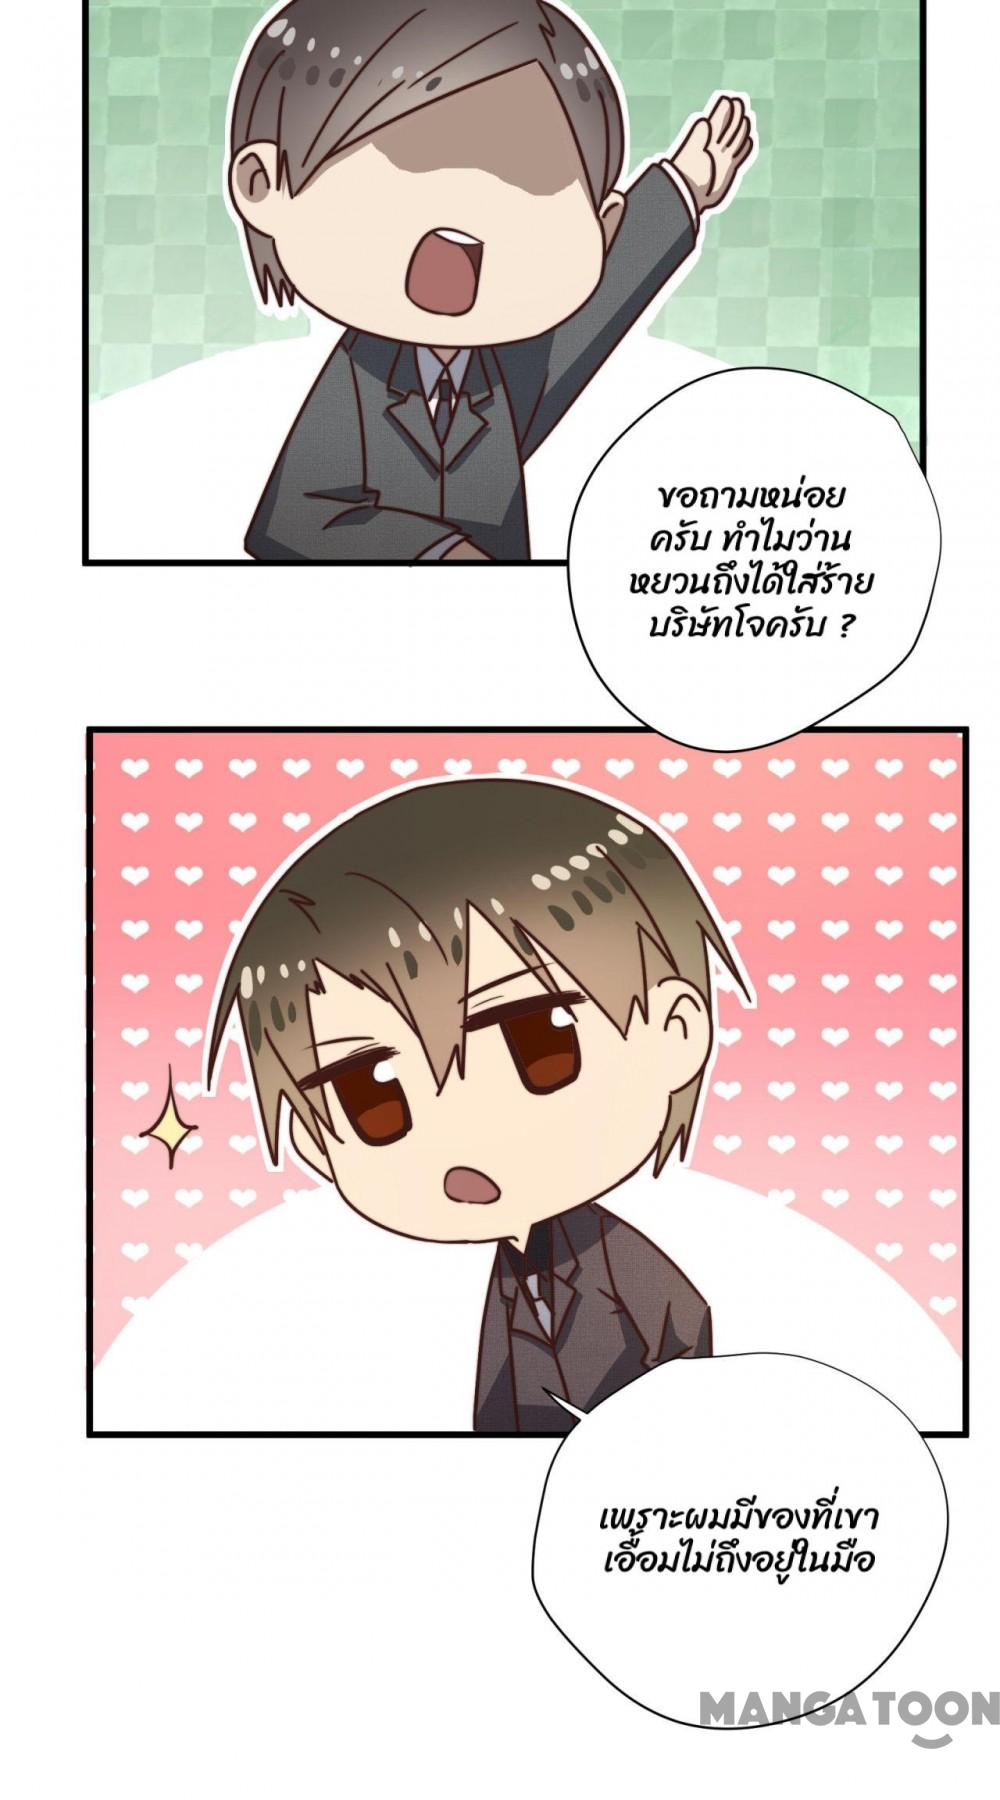 ขอถามหน่อย
ครับ ทำไมว่าน
หยวนถึงได้ใส่ร้าย
บริษัทโจครับ ?
เพราะผมมีของที่เขา
เอื้อมไม่ถึงอยู่ในมือ
MANGATOON